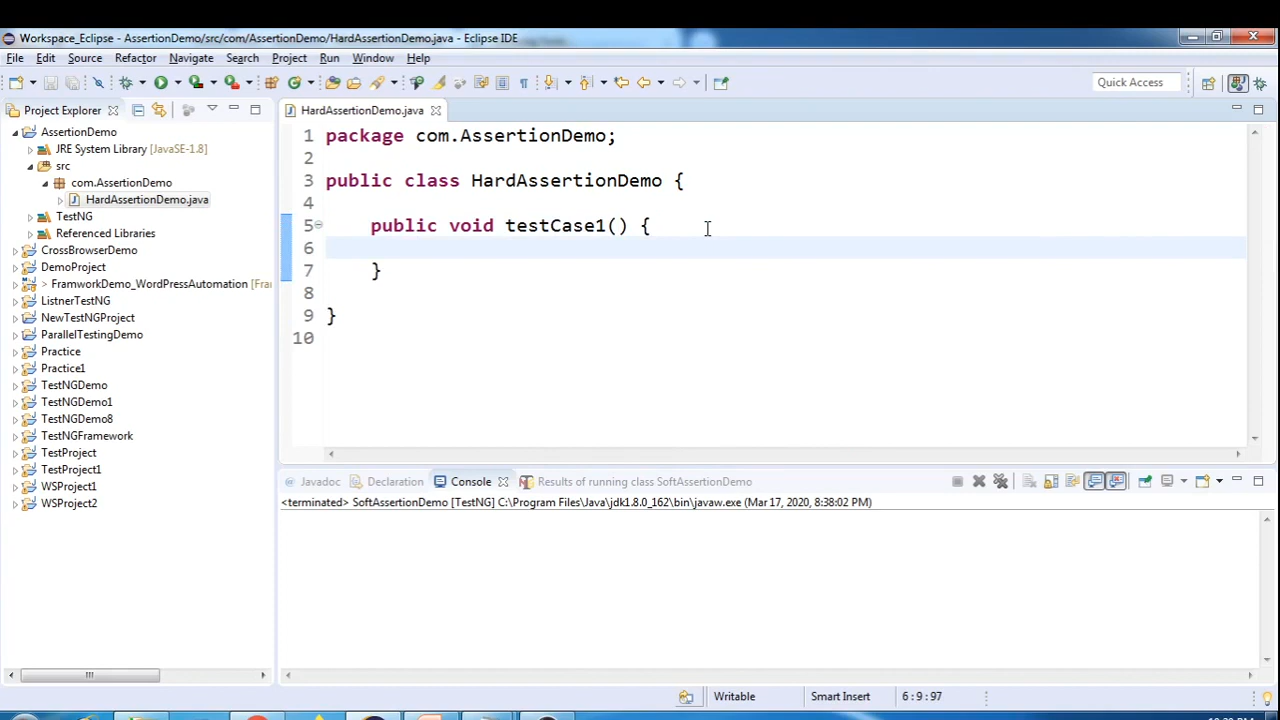 Workspace_Eclipse - AssertionDemo/src/com/AssertionDemo/HardAssertionDemo.java - Eclipse IDE
File Edit Source Refactor Navigate Search Project Run Window Help
Quick Access
Project Explorer
AssertionDemo
JRE System Library [JavaSE-1.8]
src
com.AssertionDemo
HardAssertionDemo.java
TestNG
Referenced Libraries
CrossBrowserDemo
DemoProject
> FramworkDemo_WordPressAutomation [Fra
ListnerTestNG
NewTestNGProject
ParallelTestingDemo
Practice
Practice1
TestNGDemo
TestNGDemo1
TestNGDemo8
TestNGFramework
TestProject
TestProject1
WSProject1
WSProject2
HardAssertionDemo.java
1 package com.AssertionDemo;
2
3 public class HardAssertionDemo {
4
5 public void testCase1() {
6
7 }
8
9 }
10
Javadoc Declaration Console Results of running class SoftAssertionDemo
<terminated> SoftAssertionDemo [TestNG] C:\Program Files\Java\jdk1.8.0_162\bin\javaw.exe (Mar 17, 2020, 8:38:02 PM)
Writable Smart Insert 6 : 9 : 97